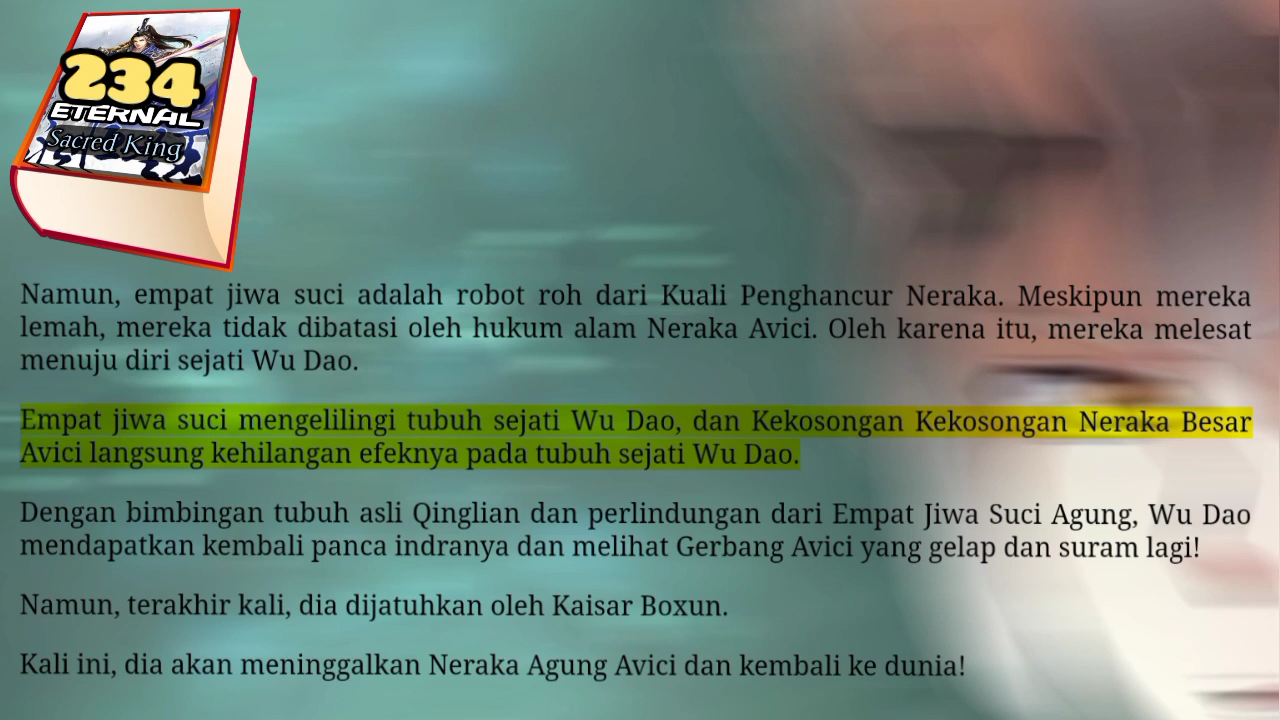 234
ETERNAL
Sacred King
Namun, empat jiwa suci adalah robot roh dari Kuali Penghancur Neraka. Meskipun mereka
lemah, mereka tidak dibatasi oleh hukum alam Neraka Avici. Oleh karena itu, mereka melesat
menuju diri sejati Wu Dao.
Empat jiwa suci mengelilingi tubuh sejati Wu Dao, dan Kekosongan Kekosongan Neraka Besar
Avici langsung kehilangan efeknya pada tubuh sejati Wu Dao.
Dengan bimbingan tubuh asli Qinglian dan perlindungan dari Empat Jiwa Suci Agung, Wu Dao
mendapatkan kembali panca indranya dan melihat Gerbang Avici yang gelap dan suram lagi!
Namun, terakhir kali, dia dijatuhkan oleh Kaisar Boxun.
Kali ini, dia akan meninggalkan Neraka Agung Avici dan kembali ke dunia!